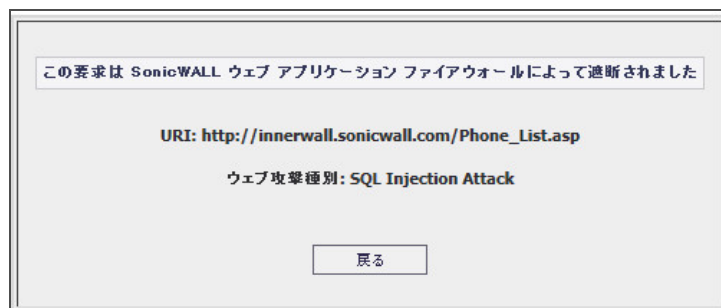 この要求は SonicWALL ウェブ アプリケーション ファイアウォールによって遮断されました
URI: http://innerwall.sonicwall.com/Phone_List.asp
ウェブ攻撃種別: SQL Injection Attack
戻る